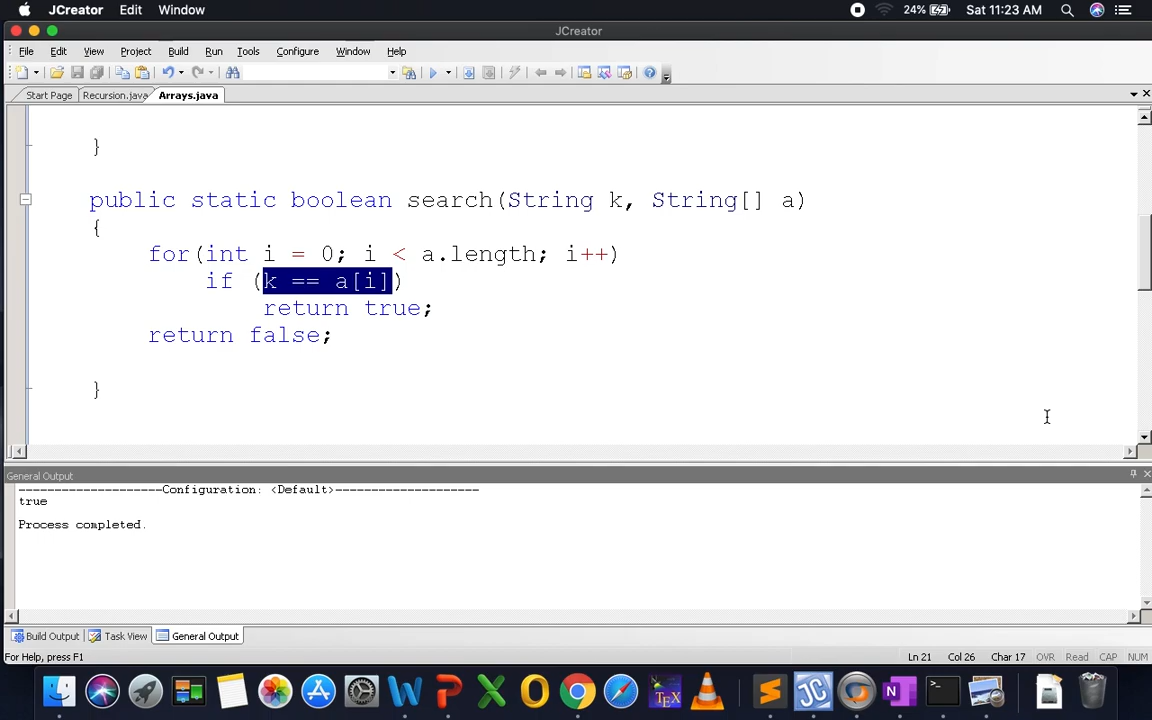 JCreator Edit Window 24% Sat 11:23 AM
JCreator
File Edit View Project Build Run Tools Configure Window Help
Start Page Recursion.java Arrays.java
}
public static boolean search(String k, String[] a)
{
for(int i = 0; i < a.length; i++)
if (k == a[i])
return true;
return false;
}
General Output
--------------------Configuration: <Default>--------------------
true
Process completed.
Build Output Task View General Output
For Help, press F1 Ln 21 Col 26 Char 17 OVR Read CAP NUM
W P X O TEX JC N >_